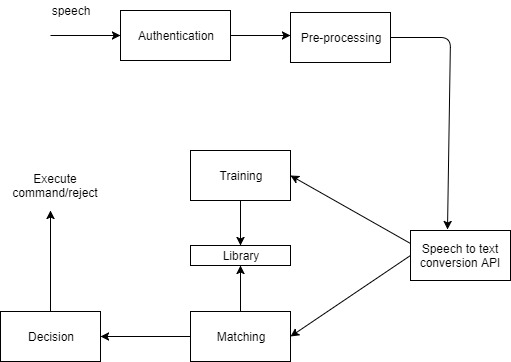 speech
Authentication
Pre-processing
Execute
command/reject
Training
Speech to text
conversion API
Library
Decision
Matching